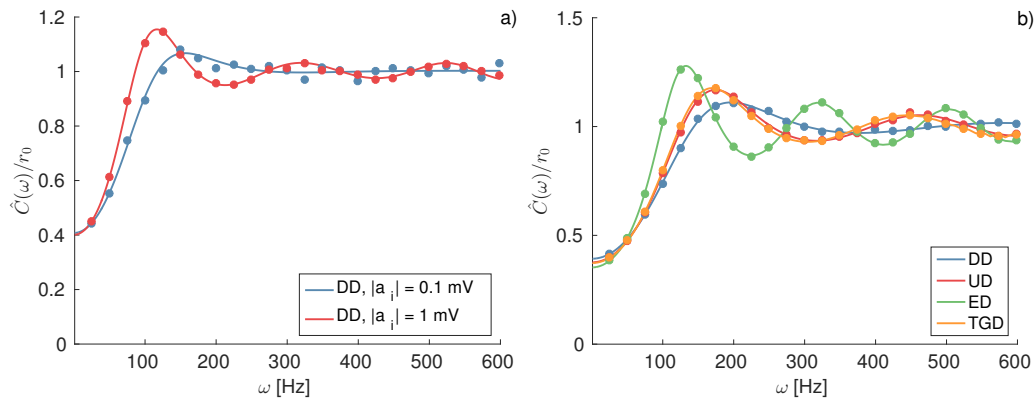 a)
1.2
1
0.8
0.6
0.4
0.2
0
Ĉ(ω)/r₀
100 200 300 400 500 600
ω [Hz]
DD, |a i| = 0.1 mV
DD, |a i| = 1 mV
b)
1.5
1
0.5
0
Ĉ(ω)/r₀
100 200 300 400 500 600
ω [Hz]
DD
UD
ED
TGD